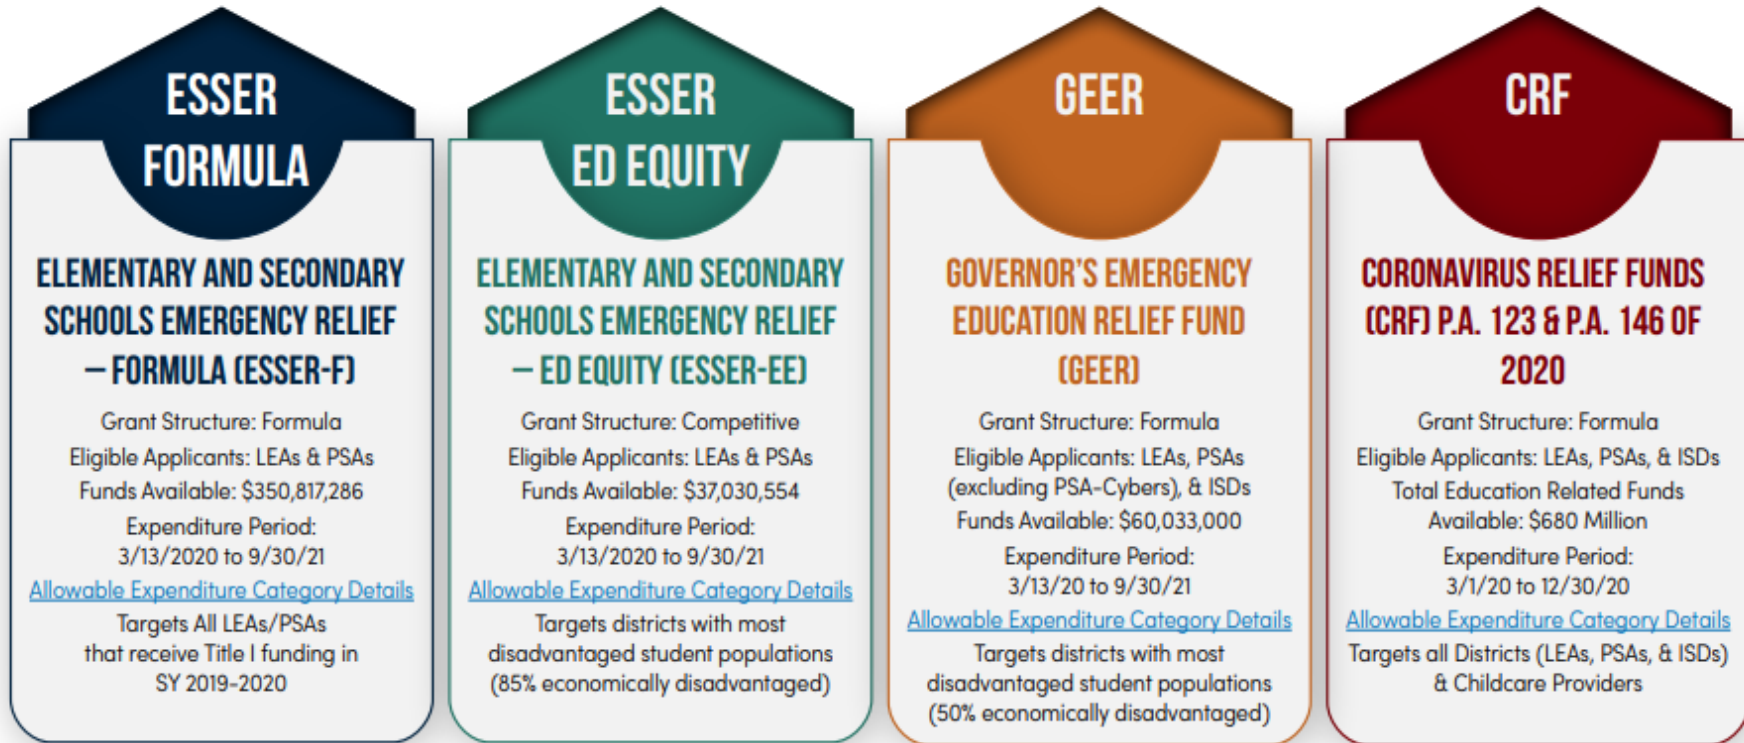 ESSER
FORMULA
ELEMENTARY AND SECONDARY
SCHOOLS EMERGENCY RELIEF
– FORMULA (ESSER-F)
Grant Structure: Formula
Eligible Applicants: LEAs & PSAs
Funds Available: $350,817,286
Expenditure Period:
3/13/2020 to 9/30/21
Allowable Expenditure Category Details
Targets All LEAs/PSAs
that receive Title I funding in
SY 2019-2020
ESSER
ED EQUITY
ELEMENTARY AND SECONDARY
SCHOOLS EMERGENCY RELIEF
– ED EQUITY (ESSER-EE)
Grant Structure: Competitive
Eligible Applicants: LEAs & PSAs
Funds Available: $37,030,554
Expenditure Period:
3/13/2020 to 9/30/21
Allowable Expenditure Category Details
Targets districts with most
disadvantaged student populations
(85% economically disadvantaged)
GEER
GOVERNOR'S EMERGENCY
EDUCATION RELIEF FUND
(GEER)
Grant Structure: Formula
Eligible Applicants: LEAs, PSAs
(excluding PSA-Cybers), & ISDs
Funds Available: $60,033,000
Expenditure Period:
3/13/20 to 9/30/21
Allowable Expenditure Category Details
Targets districts with most
disadvantaged student populations
(50% economically disadvantaged)
CRF
CORONAVIRUS RELIEF FUNDS
(CRF) P.A. 123 & P.A. 146 OF
2020
Grant Structure: Formula
Eligible Applicants: LEAs, PSAs, & ISDs
Total Education Related Funds
Available: $680 Million
Expenditure Period:
3/1/20 to 12/30/20
Allowable Expenditure Category Details
Targets all Districts (LEAs, PSAs, & ISDs)
& Childcare Providers